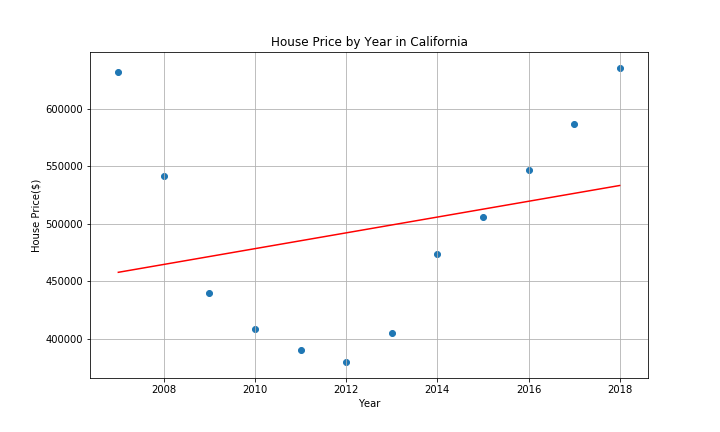 House Price by Year in California
House Price($)
600000
550000
500000
450000
400000
2008 2010 2012 2014 2016 2018
Year